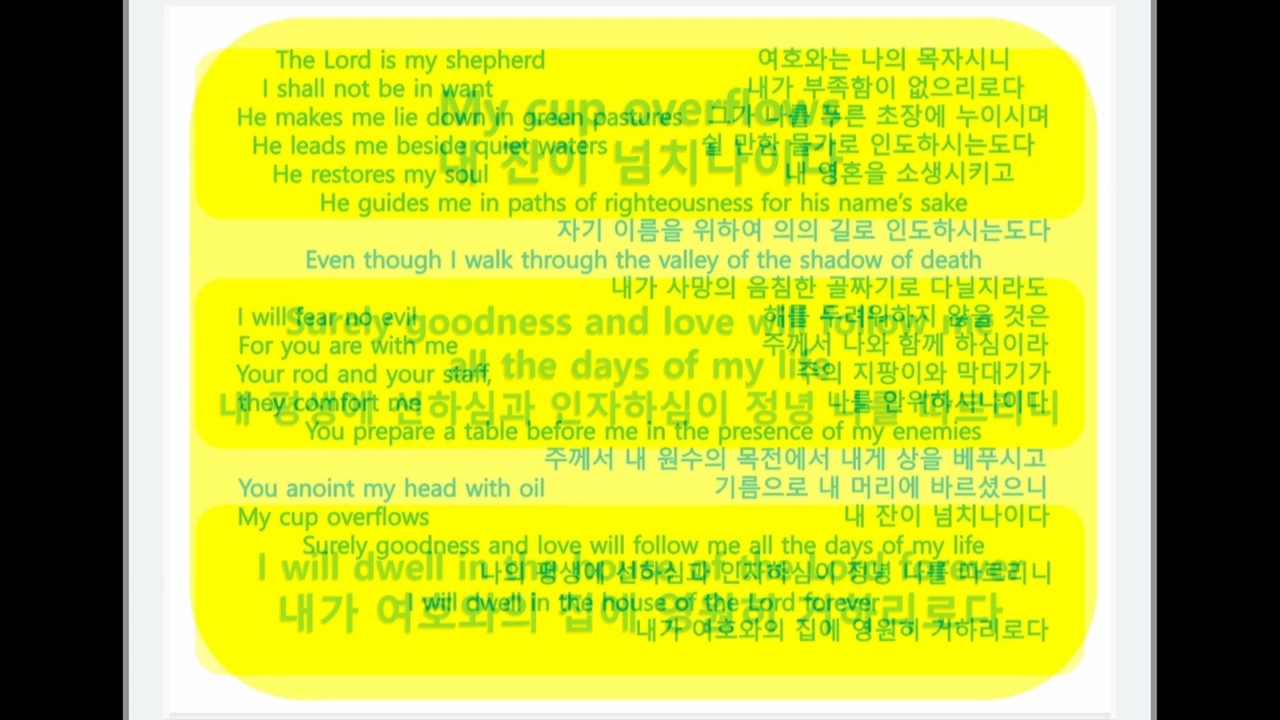 The Lord is my shepherd 여호와는 나의 목자시니
I shall not be in want 내가 부족함이 없으리로다
He makes me lie down in green pastures 그가 나를 푸른 초장에 누이시며
He leads me beside quiet waters 쉴 만한 물가로 인도하시는도다
He restores my soul 내 영혼을 소생시키고
He guides me in paths of righteousness for his name's sake
자기 이름을 위하여 의의 길로 인도하시는도다
Even though I walk through the valley of the shadow of death
내가 사망의 음침한 골짜기로 다닐지라도
I will fear no evil 해를 두려워하지 않을 것은
For you are with me 주께서 나와 함께 하심이라
Your rod and your staff, 주의 지팡이와 막대기가
they comfort me 나를 안위하시나이다
You prepare a table before me in the presence of my enemies
주께서 내 원수의 목전에서 내게 상을 베푸시고
You anoint my head with oil 기름으로 내 머리에 바르셨으니
My cup overflows 내 잔이 넘치나이다
Surely goodness and love will follow me all the days of my life
나의 평생에 선하심과 인자하심이 정녕 나를 따르리니
I will dwell in the house of the Lord forever
내가 여호와의 집에 영원히 거하리로다
My cup overflows
내 잔이 넘치나이다
Surely goodness and love will follow me
all the days of my life
내 평생에 선하심과 인자하심이 정녕 나를 따르리니
I will dwell in the house of the Lord forever
내가 여호와의 집에 영원히 거하리로다